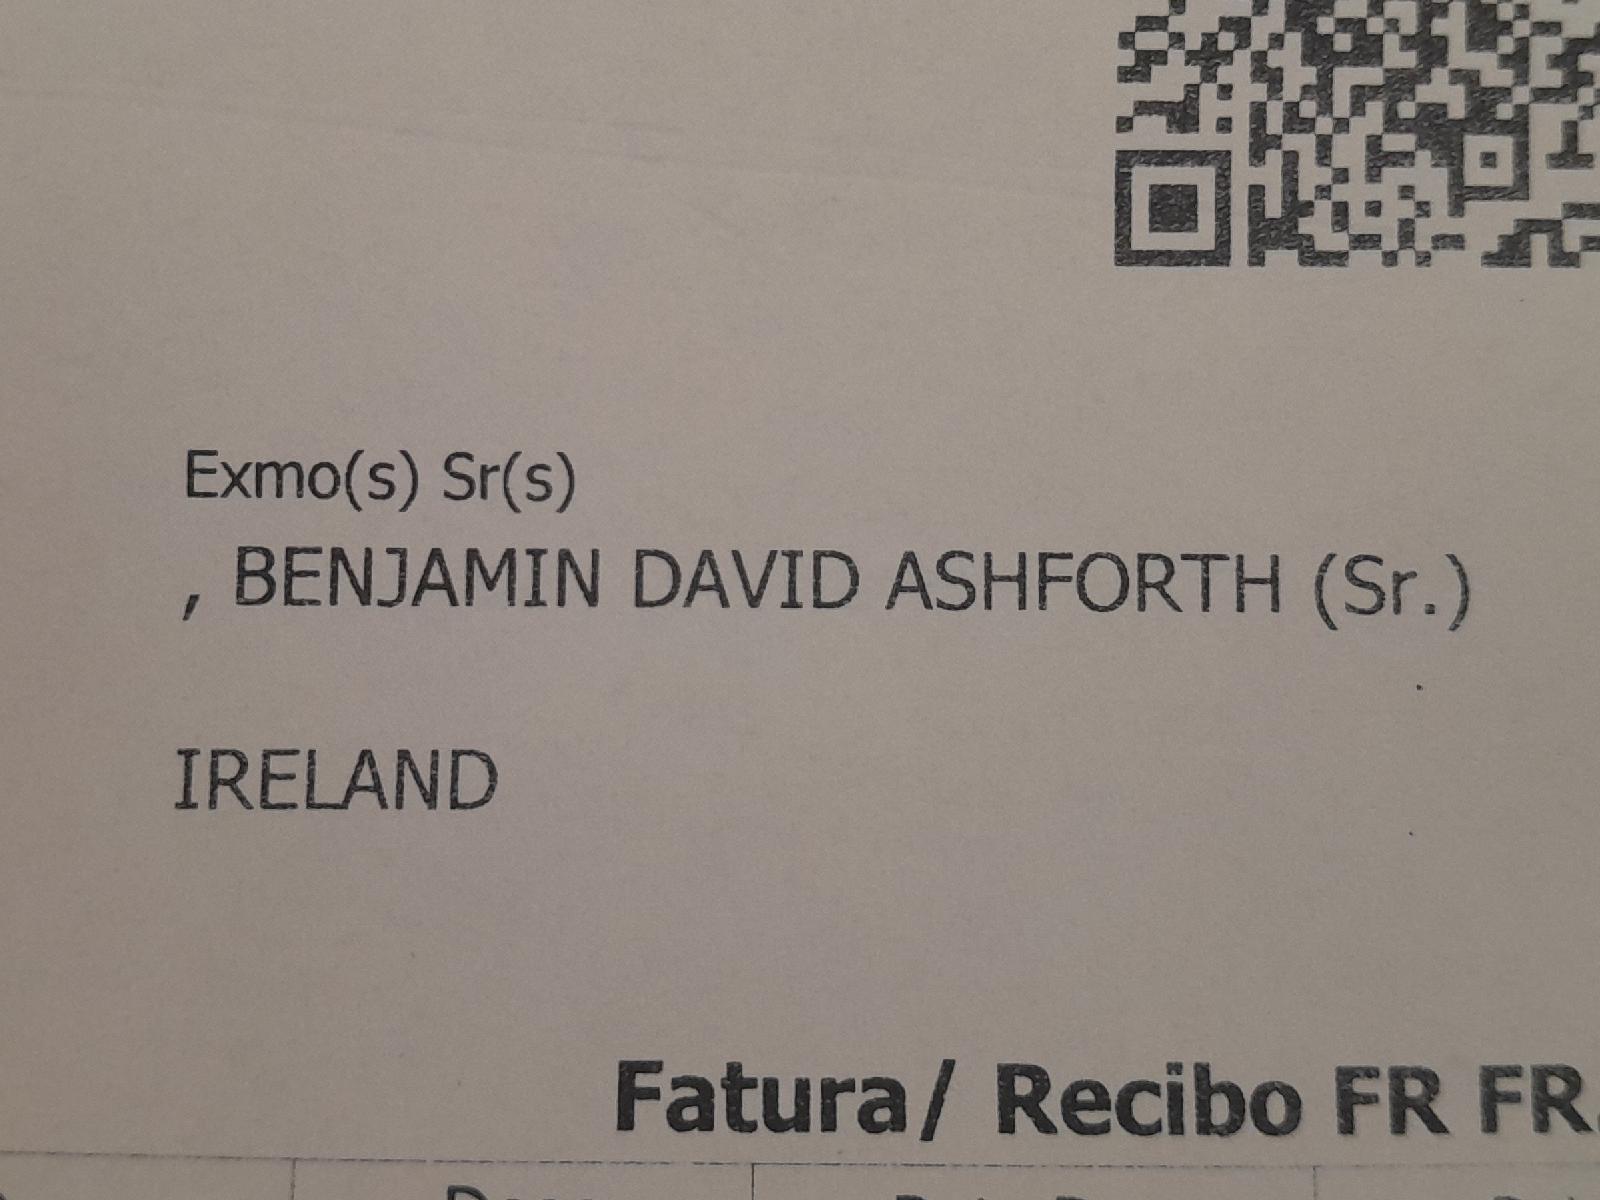 Exmo(s) Sr(s)
, BENJAMIN DAVID ASHFORTH (Sr.)
IRELAND
Fatura/ Recibo FR FR.